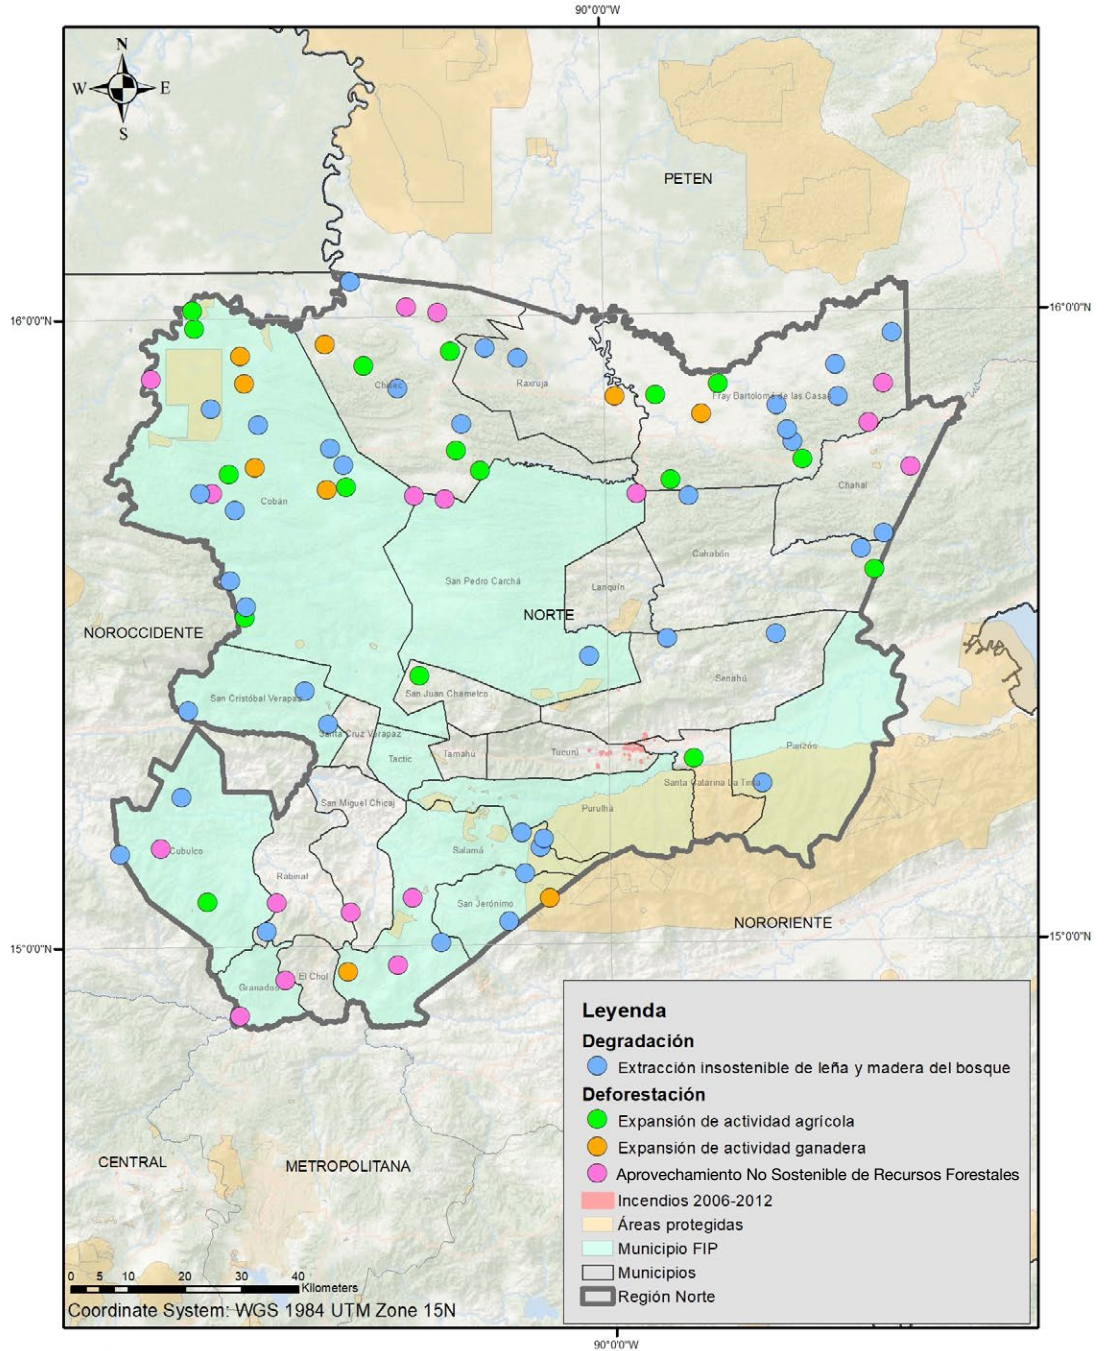 90°0'0"W
N
W
E
S
PETEN
16°0'0"N
16°0'0"N
Chisec
Raxruja
Fray Bartolomé de las Casas
Chahal
Cobán
Cahabón
San Pedro Carchá
Lanquín
NORTE
NOROCCIDENTE
Senahú
San Juan Chamelco
San Cristóbal Verapaz
Santa Cruz Verapaz
Panzós
Tamahú
Tucurú
Tactic
Santa Catarina La Tinta
San Miguel Chicaj
Purulhá
Cubulco
Salamá
Rabinal
San Jerónimo
NORORIENTE
15°0'0"N
15°0'0"N
El Chol
Granados
Leyenda
Degradación
Extracción insostenible de leña y madera del bosque
Deforestación
Expansión de actividad agrícola
Expansión de actividad ganadera
Aprovechamiento No Sostenible de Recursos Forestales
Incendios 2006-2012
Áreas protegidas
Municipio FIP
Municipios
Región Norte
CENTRAL
METROPOLITANA
0 5 10 20 30 40
Kilometers
Coordinate System: WGS 1984 UTM Zone 15N
90°0'0"W